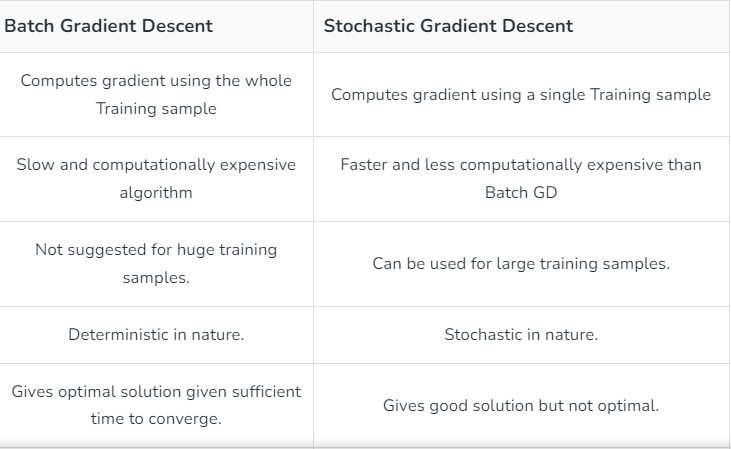 Batch Gradient Descent
Stochastic Gradient Descent
Computes gradient using the whole
Training sample
Computes gradient using a single Training sample
Slow and computationally expensive
algorithm
Faster and less computationally expensive than
Batch GD
Not suggested for huge training
samples.
Can be used for large training samples.
Deterministic in nature.
Stochastic in nature.
Gives optimal solution given sufficient
time to converge.
Gives good solution but not optimal.